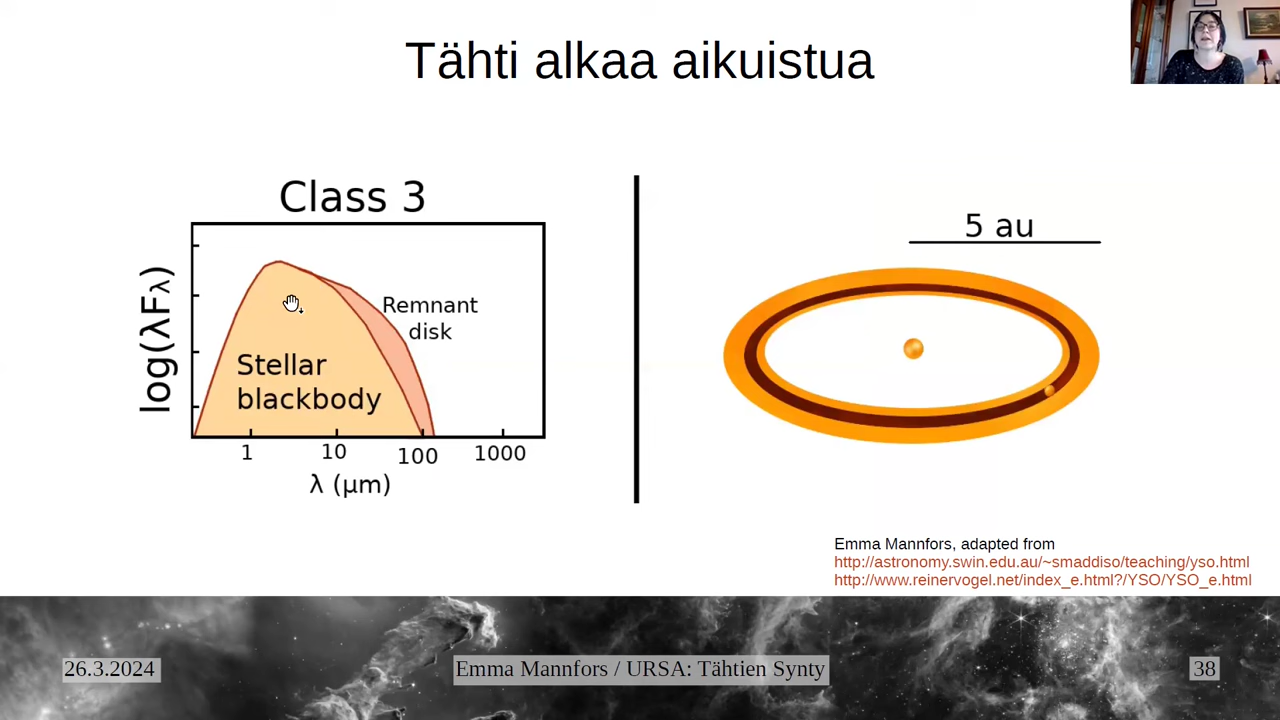 Tähti alkaa aikuistua
Class 3
log(λFλ)
Remnant
disk
Stellar
blackbody
1 10 100 1000
λ (μm)
5 au
Emma Mannfors, adapted from
http://astronomy.swin.edu.au/~smaddiso/teaching/yso.html
http://www.reinervogel.net/index_e.html?/YSO/YSO_e.html
26.3.2024
Emma Mannfors / URSA: Tähtien Synty
38